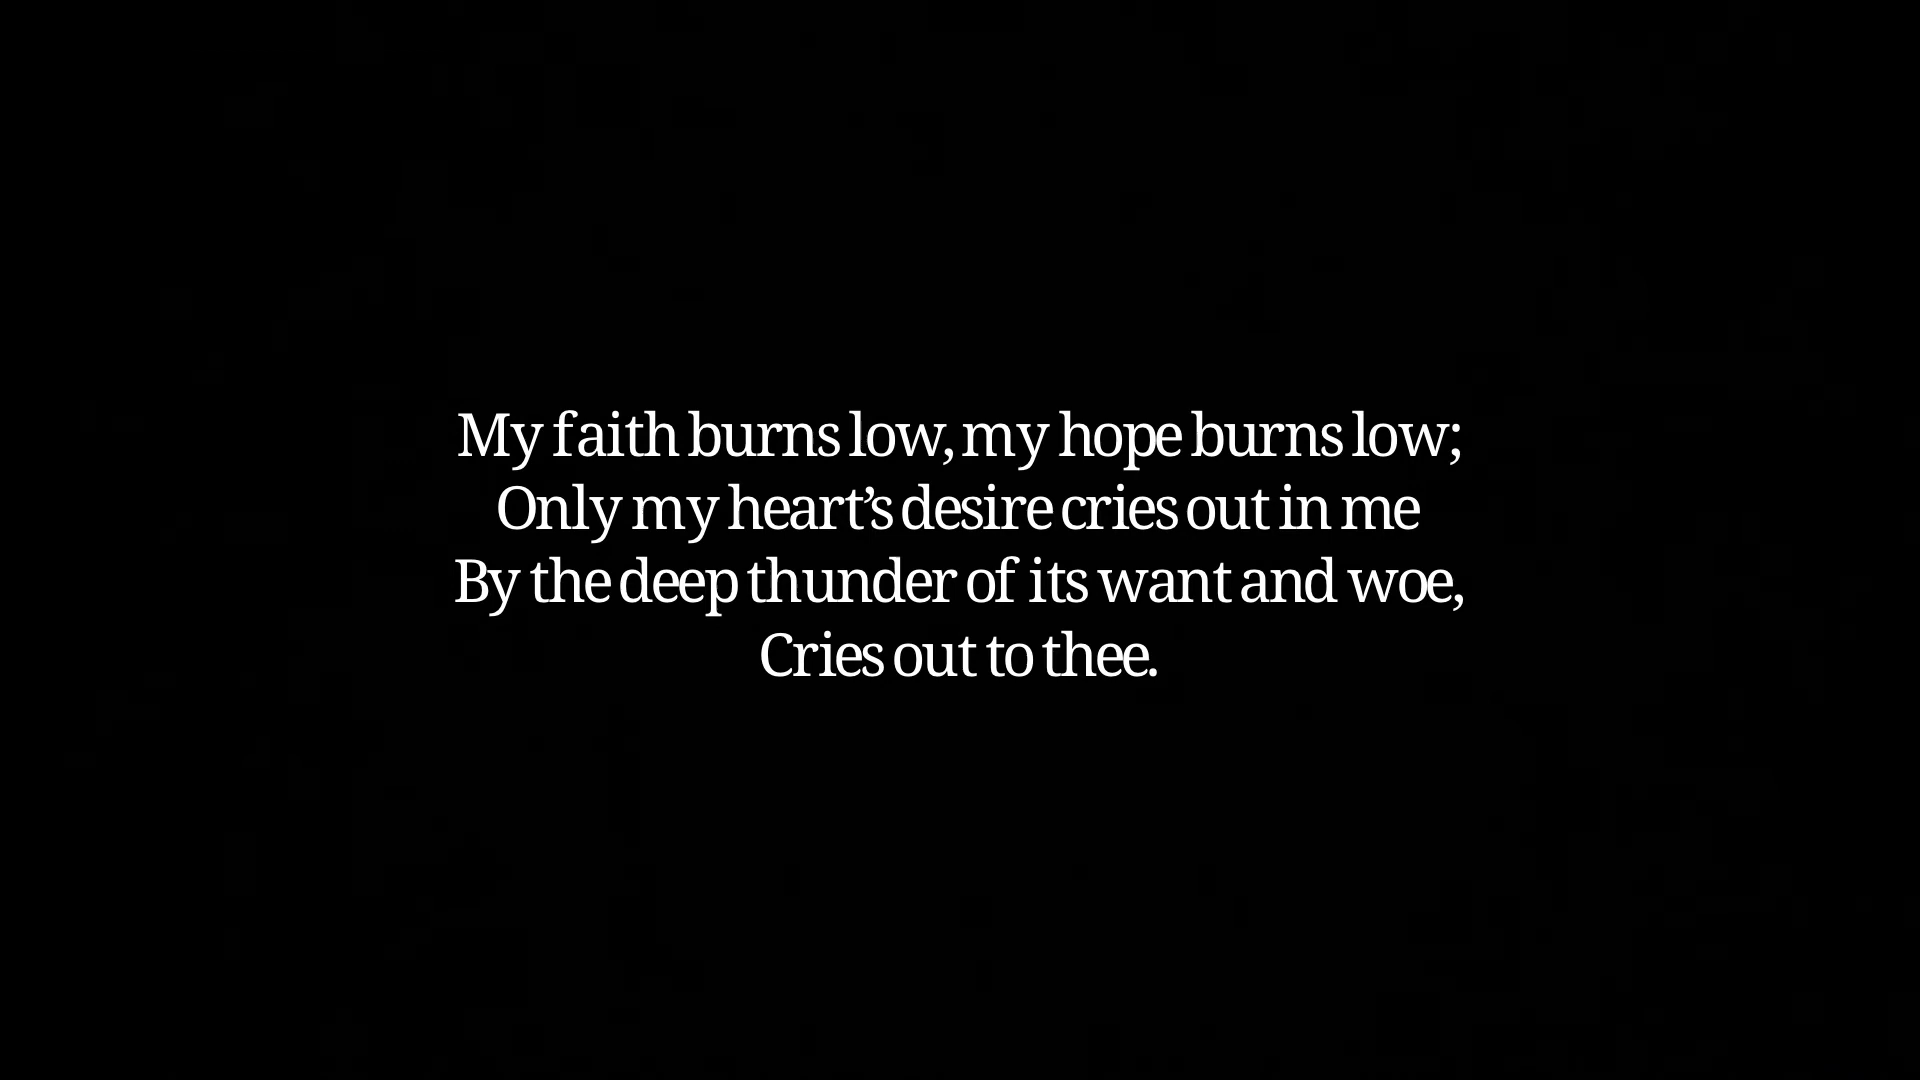 My faith burns low, my hope burns low;
Only my heart’s desire cries out in me
By the deep thunder of its want and woe,
Cries out to thee.